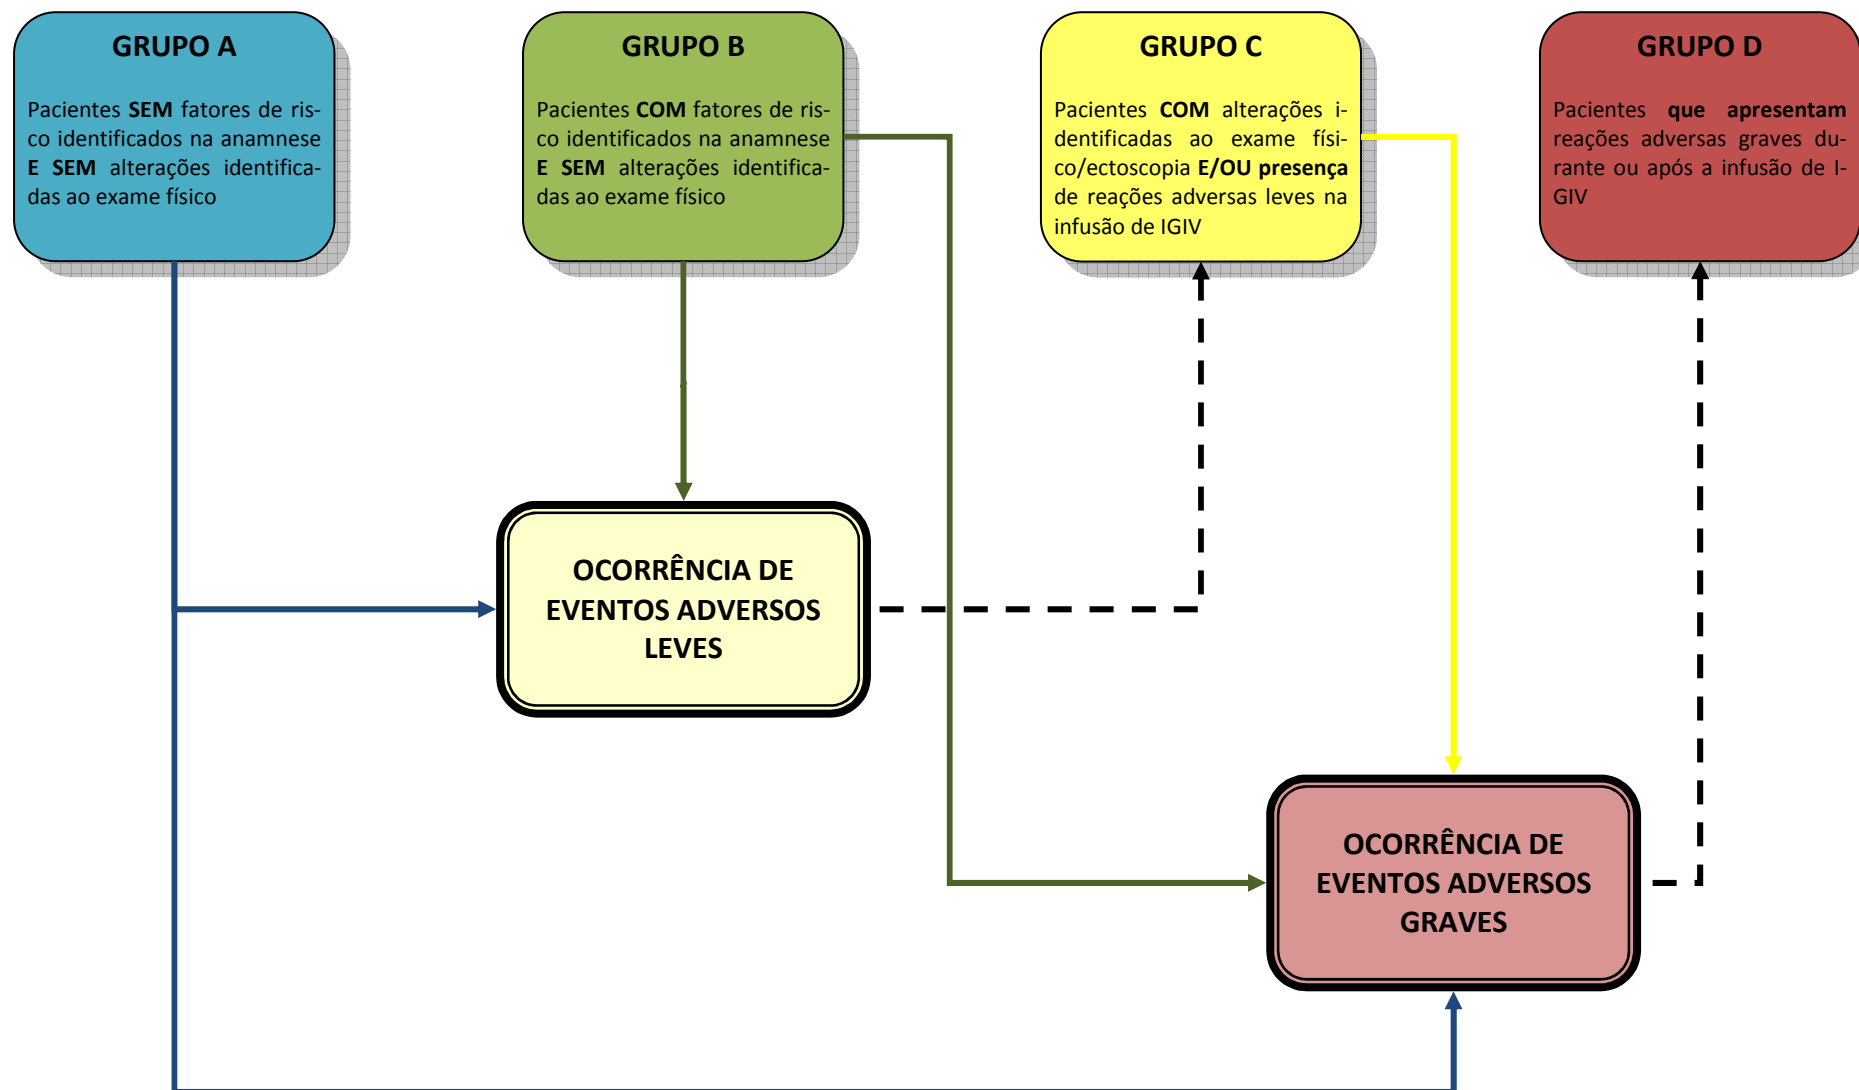 GRUPO A
Pacientes SEM fatores de ris-
co identificados na anamnese
E SEM alterações identifica-
das ao exame físico
GRUPO B
Pacientes COM fatores de ris-
co identificados na anamnese
E SEM alterações identifica-
das ao exame físico
GRUPO C
Pacientes COM alterações i-
dentificadas ao exame físi-
co/ectoscopia E/OU presença
de reações adversas leves na
infusão de IGIV
GRUPO D
Pacientes que apresentam
reações adversas graves du-
rante ou após a infusão de I-
GIV
OCORRÊNCIA DE
EVENTOS ADVERSOS
LEVES
OCORRÊNCIA DE
EVENTOS ADVERSOS
GRAVES